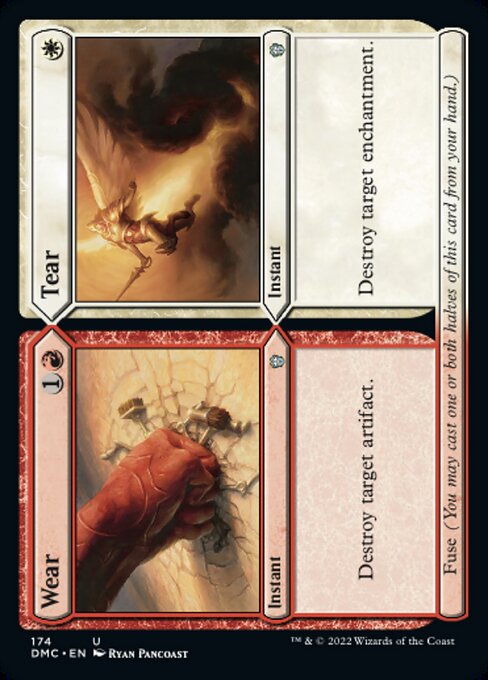 Wear 1
Instant
Destroy target artifact.
Tear
Instant
Destroy target enchantment.
Fuse (You may cast one or both halves of this card from your hand.)
174 U
DMC • EN Ryan Pancoast
™ & © 2022 Wizards of the Coast